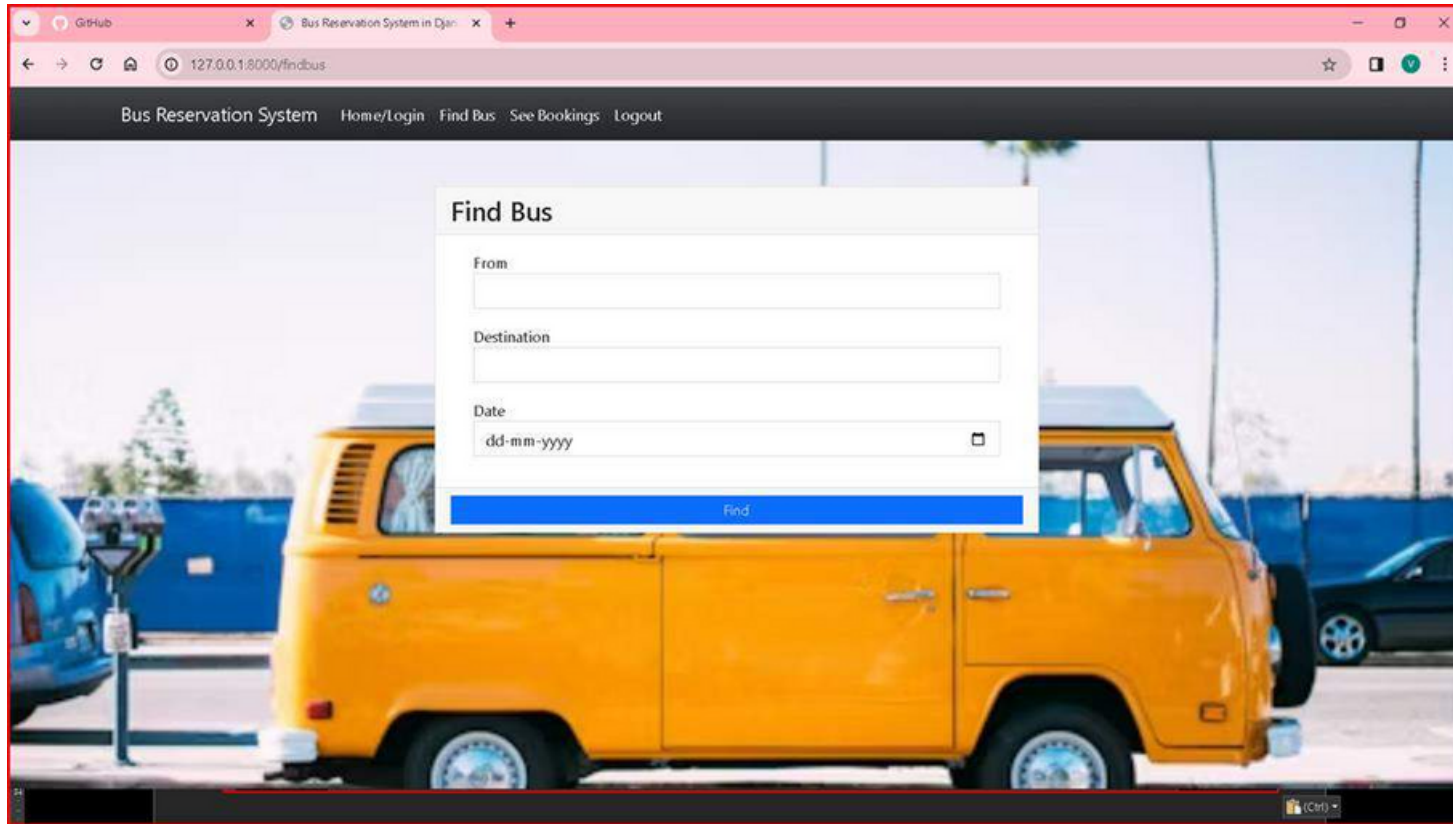 GitHub
Bus Reservation System in Djan
127.0.0.1:8000/findbus
V
Bus Reservation System Home/Login Find Bus See Bookings Logout
Find Bus
From
Destination
Date
dd-mm-yyyy
Find
(Ctrl)